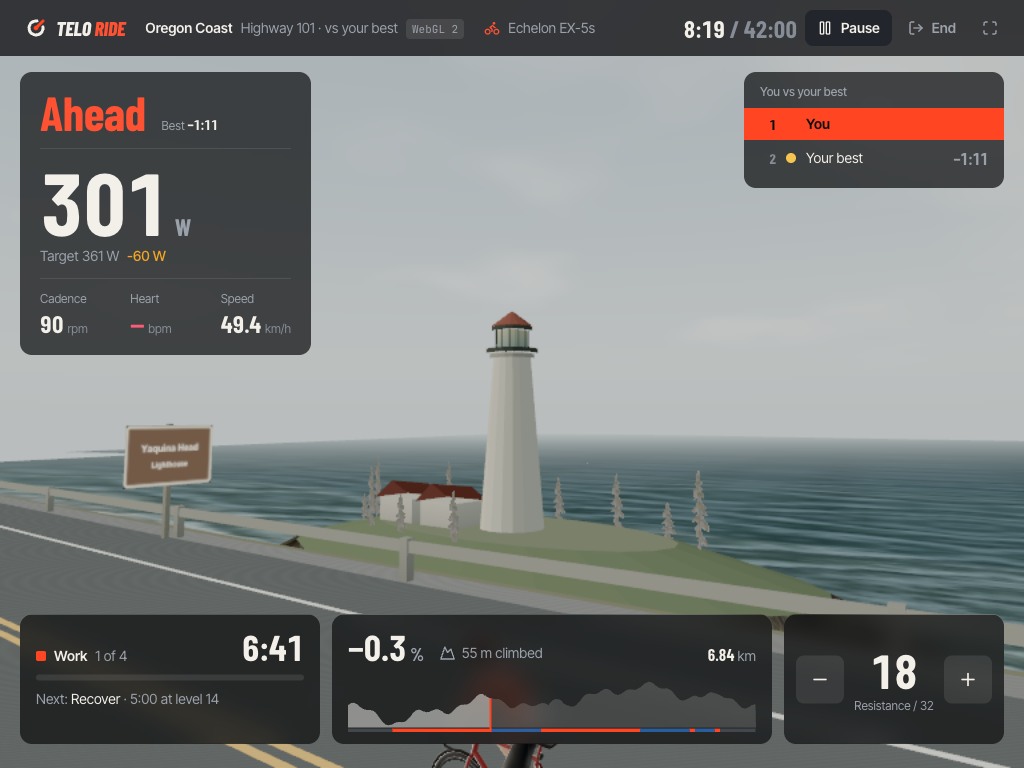 TELO RIDE Oregon Coast Highway 101 · vs your best WebGL 2 Echelon EX-5s 8:19 / 42:00 Pause End
Ahead Best −1:11
301 W
Target 361 W -60 W
Cadence Heart Speed
90 rpm – bpm 49.4 km/h
You vs your best
1 You
2 Your best −1:11
Yaquina Head
Lighthouse
Work 1 of 4 6:41
Next: Recover · 5:00 at level 14
−0.3 % 55 m climbed 6.84 km
− 18 +
Resistance / 32